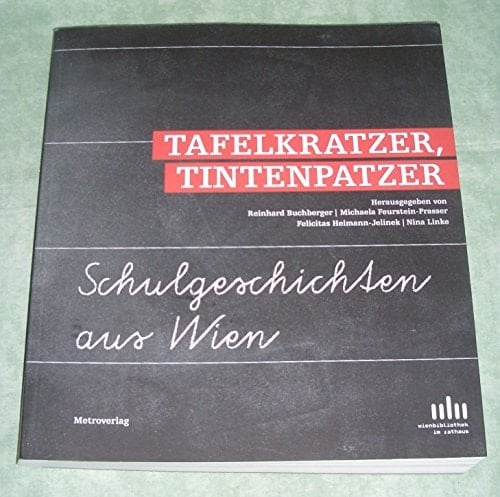 TAFELKRATZER,
TINTENPATZER
Herausgegeben von
Reinhard Buchberger | Michaela Feurstein-Prasser
Felicitas Heimann-Jelinek | Nina Linke
Schulgeschichten
aus Wien
Metroverlag
wienbibliothek
im rathaus